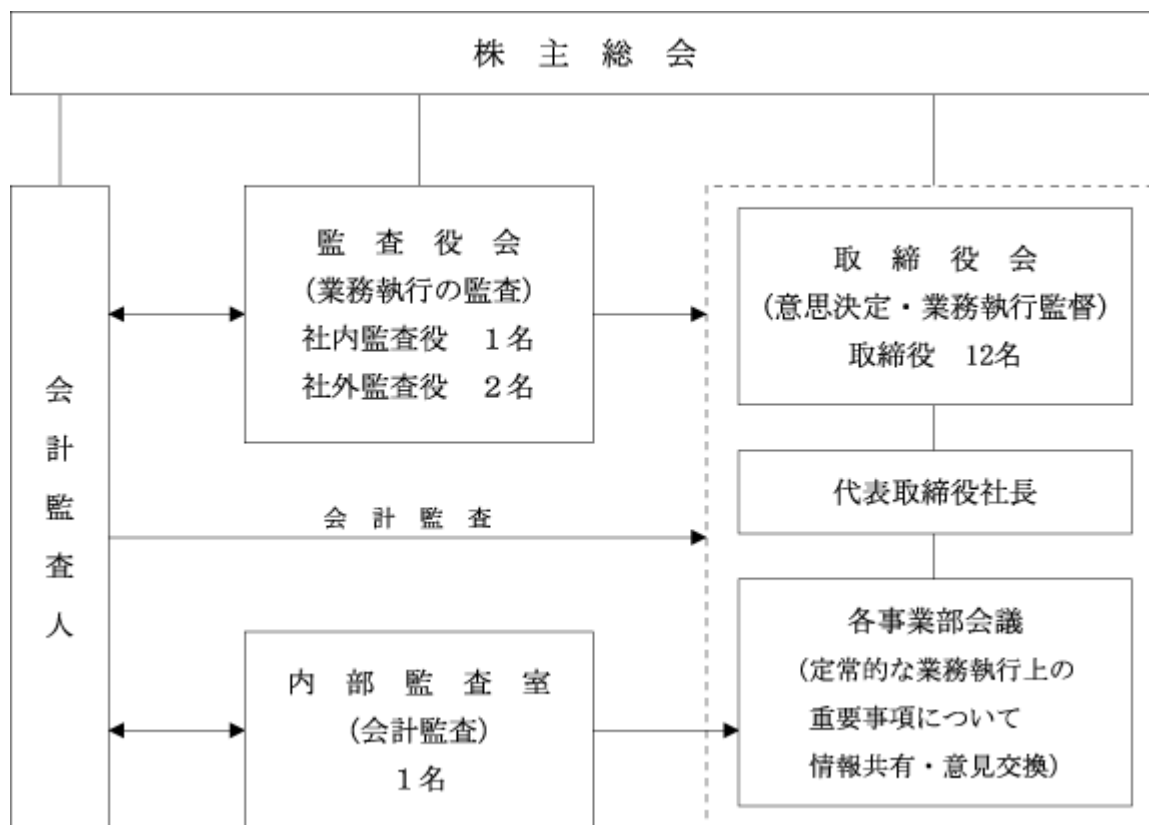 株主総会
監査役会
(業務執行の監査)
社内監査役 1名
社外監査役 2名
取締役会
(意思決定・業務執行監督)
取締役 12名
代表取締役社長
会計監査
会計監査人
内部監査室
(会計監査)
1名
各事業部会議
(定常的な業務執行上の
重要事項について
情報共有・意見交換)